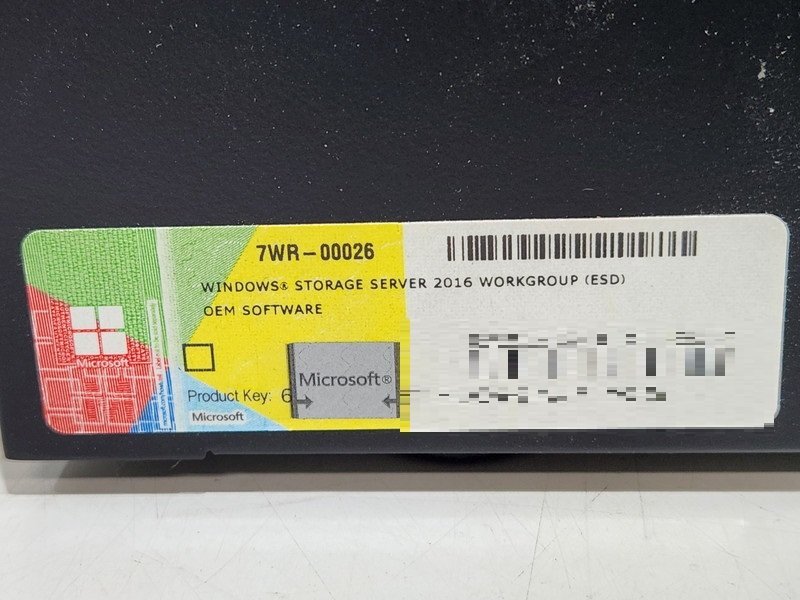 7WR-00026
WINDOWS® STORAGE SERVER 2016 WORKGROUP (ESD)
OEM SOFTWARE
Microsoft
Microsoft®
Product Key: 6
Microsoft